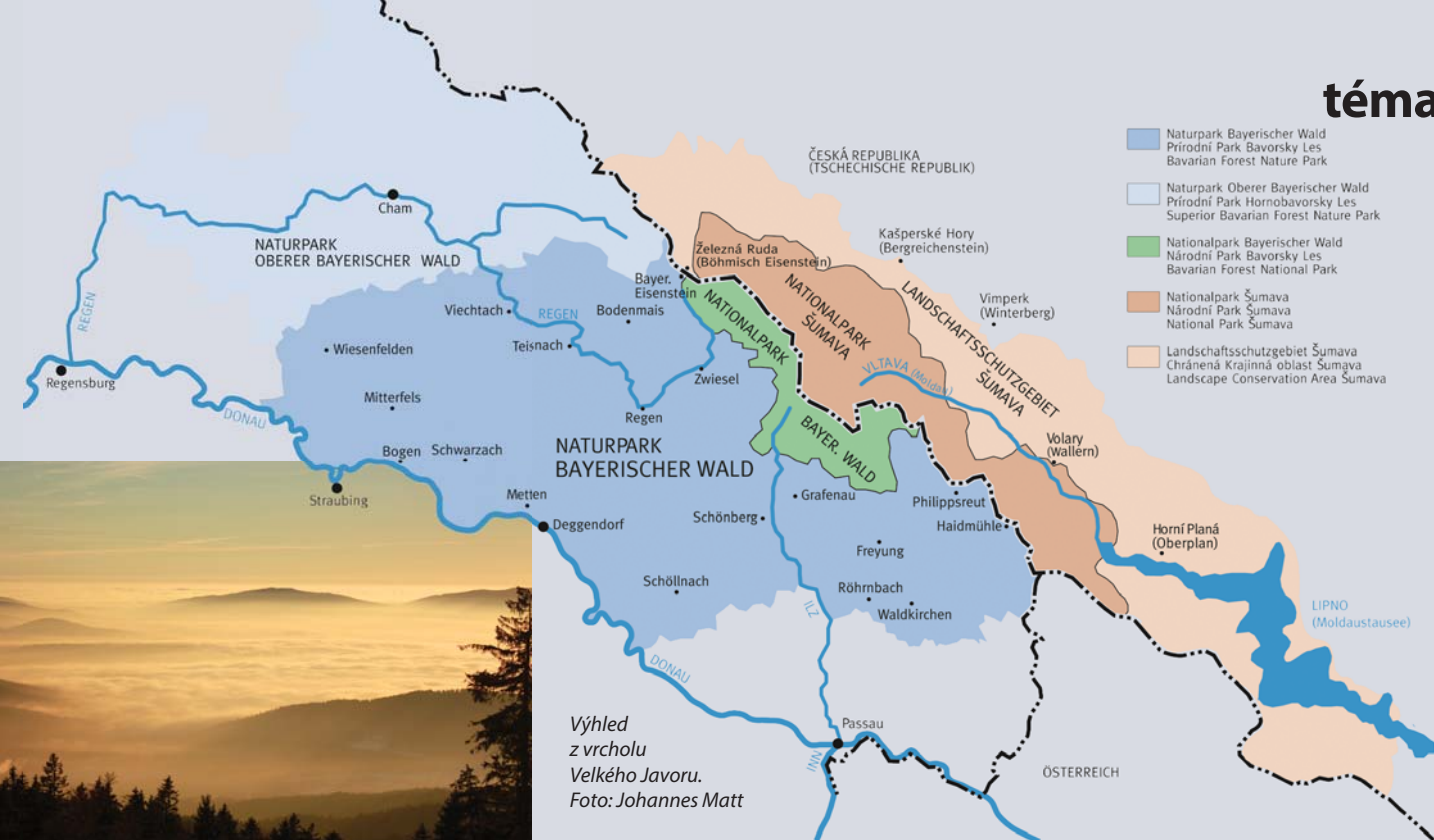 téma
Naturpark Bayerischer Wald
Prírodní Park Bavorsky Les
Bavarian Forest Nature Park
Naturpark Oberer Bayerischer Wald
Prírodní Park Hornobavorsky Les
Superior Bavarian Forest Nature Park
Nationalpark Bayerischer Wald
Národní Park Bavorsky Les
Bavarian Forest National Park
Nationalpark Šumava
Národní Park Šumava
National Park Šumava
Landschaftsschutzgebiet Šumava
Chránená Krajinná oblast Šumava
Landscape Conservation Area Šumava
ČESKÁ REPUBLIKA
(TSCHECHISCHE REPUBLIK)
Cham
NATURPARK
OBERER BAYERISCHER WALD
REGEN
Regensburg
DONAU
Železná Ruda
(Böhmisch Eisenstein)
Kašperské Hory
(Bergreichenstein)
Vimperk
(Winterberg)
Bayer.
Eisenstein
NATIONALPARK
BAYER. WALD
NATIONALPARK
ŠUMAVA
LANDSCHAFTSSCHUTZGEBIET
ŠUMAVA
VLTAVA (Moldau)
Viechtach
REGEN
Bodenmais
Teisnach
Wiesenfelden
Zwiesel
Mitterfels
Regen
NATURPARK
BAYERISCHER WALD
Bogen
Schwarzach
Straubing
Metten
Deggendorf
Schönberg
Grafenau
Philippsreut
Haidmühle
Freyung
Volary
(Wallern)
Horní Planá
(Oberplan)
Schöllnach
Röhrnbach
Waldkirchen
ILZ
LIPNO
(Moldaustausee)
DONAU
Passau
INN
ÖSTERREICH
Výhled
z vrcholu
Velkého Javoru.
Foto: Johannes Matt